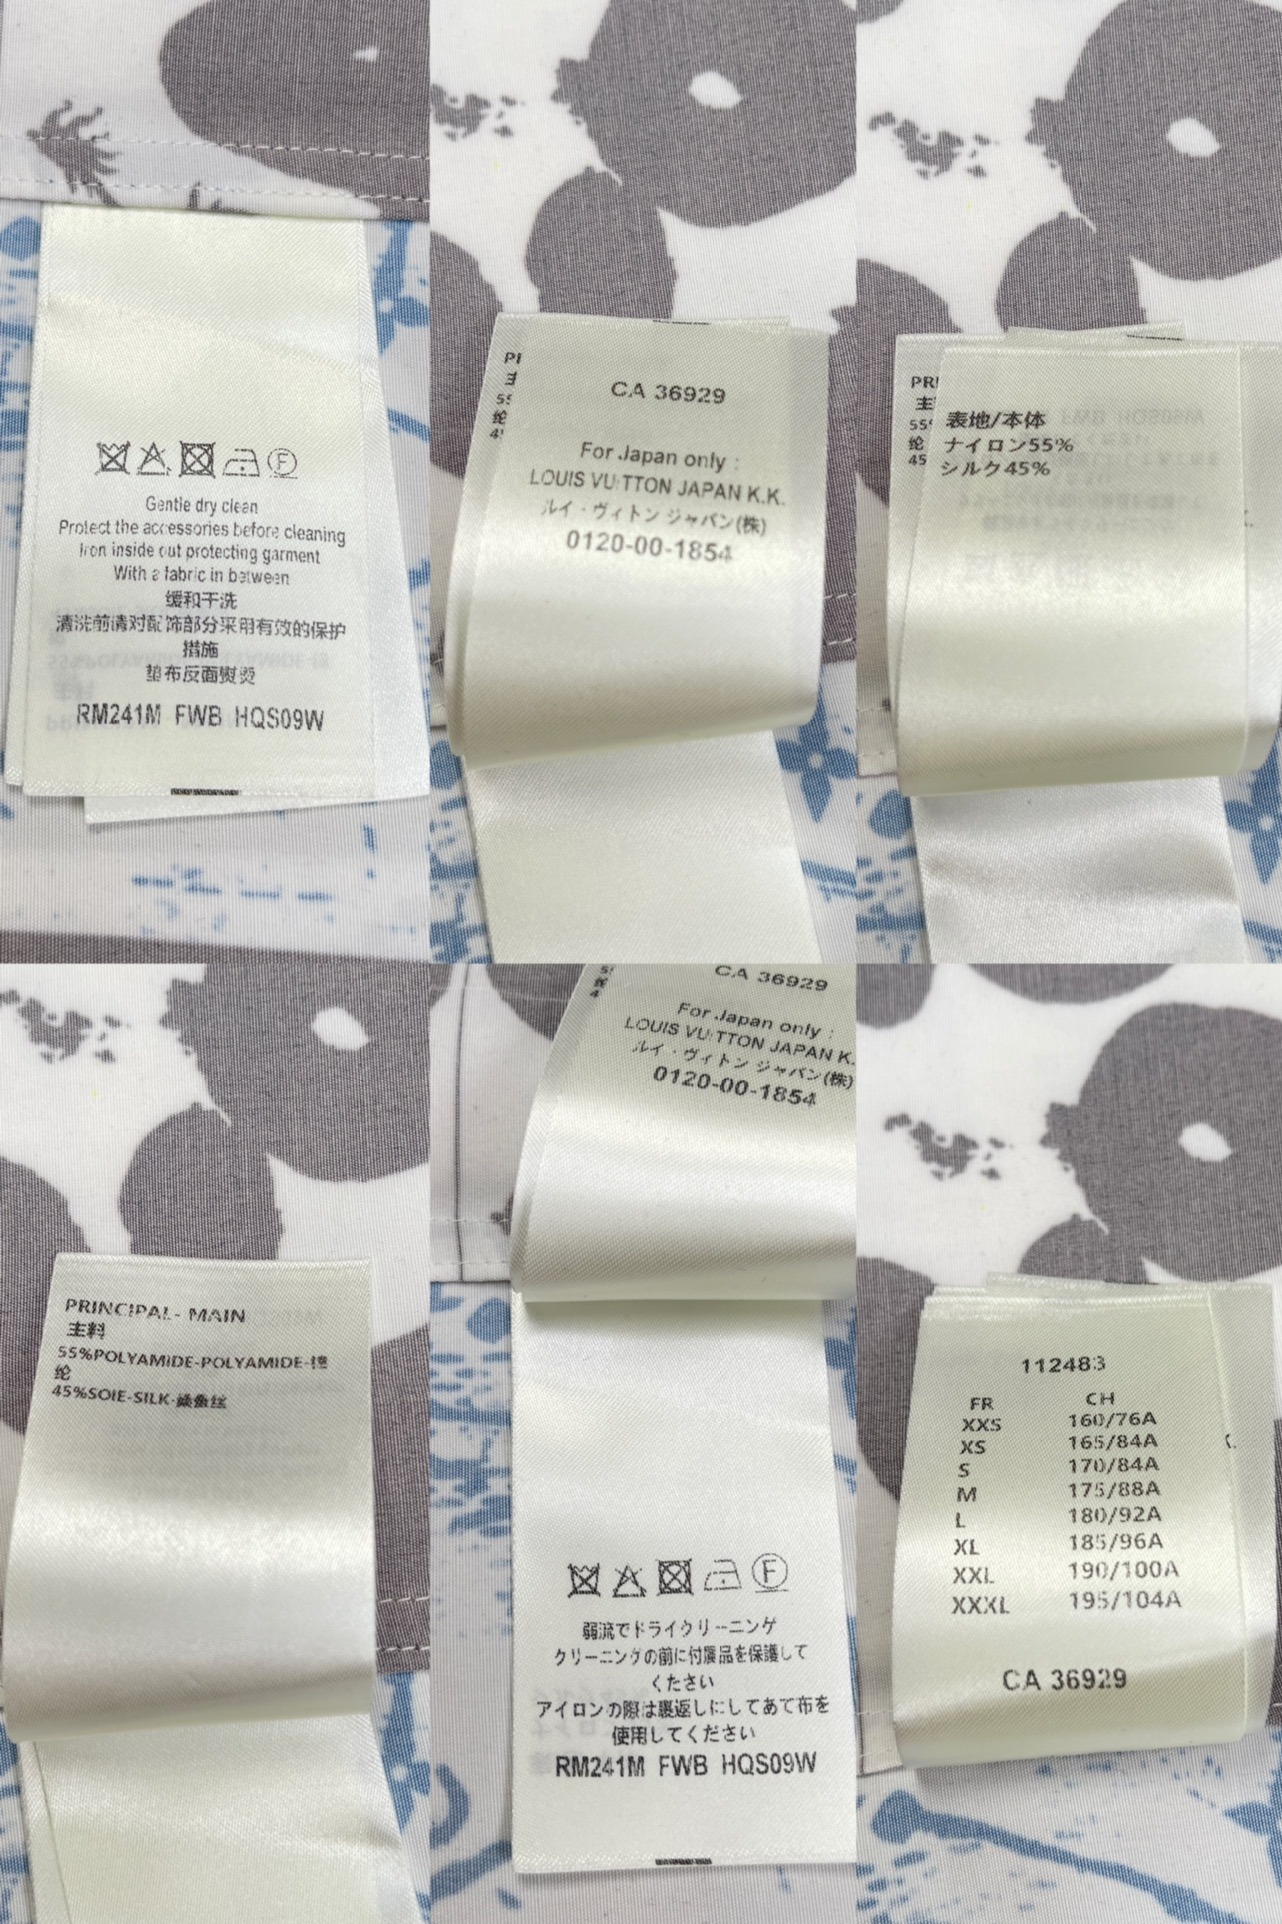 Gentle dry clean
Protect the accessories before cleaning
Iron inside out protecting garment
With a fabric in between
缓和干洗
清洗前请对配饰部分采用有效的保护
措施
垫布反面熨烫
RM241M FWB HQS09W
CA 36929
For Japan only :
LOUIS VUITTON JAPAN K.K.
ルイ・ヴィトン ジャパン(株)
0120-00-1854
表地/本体
ナイロン55%
シルク45%
PRINCIPAL- MAIN
主料
55%POLYAMIDE-POLYAMIDE-锦
纶
45%SOIE-SILK-桑蚕丝
CA 36929
For Japan only :
LOUIS VUITTON JAPAN K.
ルイ・ヴィトン ジャパン(株)
0120-00-1854
弱流でドライクリーニング
クリーニングの前に付属品を保護して
ください
アイロンの際は裏返しにしてあて布を
使用してください
RM241M FWB HQS09W
112483
FR CH
XXS 160/76A
XS 165/84A
S 170/84A
M 175/88A
L 180/92A
XL 185/96A
XXL 190/100A
XXXL 195/104A
CA 36929